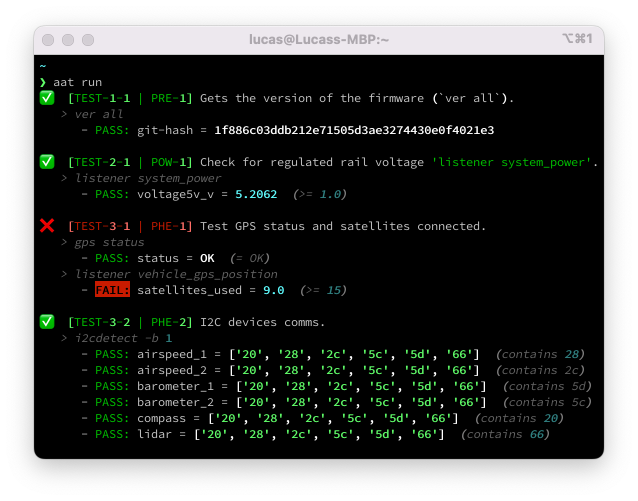 lucas@Lucass-MBP:~
⌥⌘1
~
❯ aat run
✅ [TEST-1-1 | PRE-1] Gets the version of the firmware (`ver all`).
> ver all
- PASS: git-hash = 1f886c03ddb212e71505d3ae3274430e0f4021e3
✅ [TEST-2-1 | POW-1] Check for regulated rail voltage 'listener system_power'.
> listener system_power
- PASS: voltage5v_v = 5.2062 (>= 1.0)
❌ [TEST-3-1 | PHE-1] Test GPS status and satellites connected.
> gps status
- PASS: status = OK (= OK)
> listener vehicle_gps_position
- FAIL: satellites_used = 9.0 (>= 15)
✅ [TEST-3-2 | PHE-2] I2C devices comms.
> i2cdetect -b 1
- PASS: airspeed_1 = ['20', '28', '2c', '5c', '5d', '66'] (contains 28)
- PASS: airspeed_2 = ['20', '28', '2c', '5c', '5d', '66'] (contains 2c)
- PASS: barometer_1 = ['20', '28', '2c', '5c', '5d', '66'] (contains 5d)
- PASS: barometer_2 = ['20', '28', '2c', '5c', '5d', '66'] (contains 5c)
- PASS: compass = ['20', '28', '2c', '5c', '5d', '66'] (contains 20)
- PASS: lidar = ['20', '28', '2c', '5c', '5d', '66'] (contains 66)